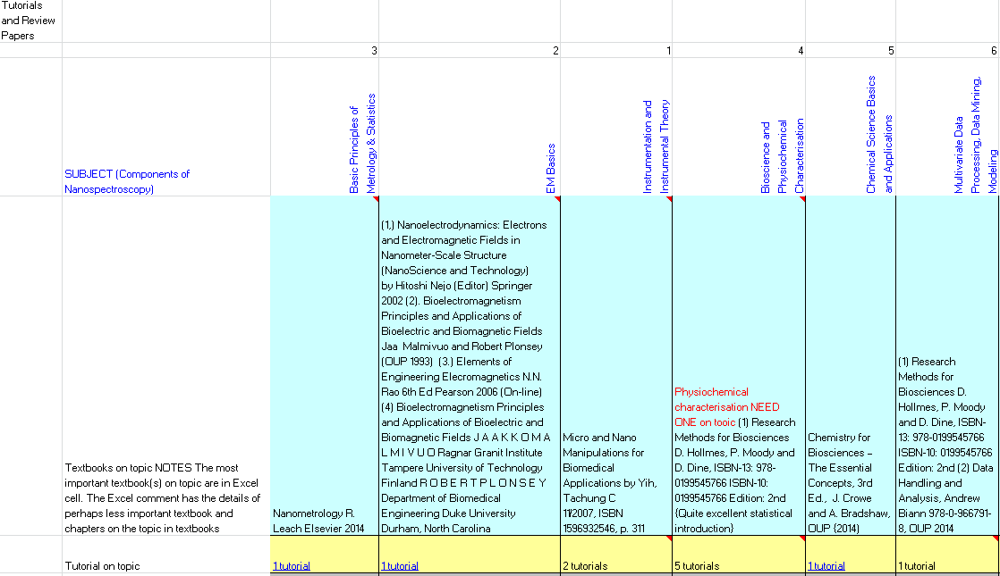 Tutorials
and Review
Papers
3
2
1
4
5
6
SUBJECT (Components of
Nanospectroscopy)
Basic Principles of
Metrology & Statistics
EM Basics
Instrumentation and
Instrumental Theory
Bioscience and
Physiochemical
Characterisation
Chemical Science Basics
and Applications
Multivariate Data
Processing, Data Mining,
Modeling
Textbooks on topic NOTES The most
important textbook(s) on topic are in Excel
cell. The Excel comment has the details of
perhaps less important textbook and
chapters on the topic in textbooks
Nanometrology R.
Leach Elsevier 2014
(1,) Nanoelectrodynamics: Electrons
and Electromagnetic Fields in
Nanometer-Scale Structure
(NanoScience and Technology)
by Hitoshi Nejo (Editor) Springer
2002 (2). Bioelectromagnetism
Principles and Applications of
Bioelectric and Biomagnetic Fields
Jaa Malmivuo and Robert Plonsey
(OUP 1993) (3.) Elements of
Engineering Elecromagnetics N.N.
Rao 6th Ed Pearson 2006 (On-line)
(4) Bioelectromagnetism Principles
and Applications of Bioelectric and
Biomagnetic Fields J A A K K O M A
L M I V U O Ragnar Granit Institute
Tampere University of Technology
Finland R O B E R T P L O N S E Y
Department of Biomedical
Engineering Duke University
Durham, North Carolina
Micro and Nano
Manipulations for
Biomedical
Applications by Yih,
Tachung C
11/2007, ISBN
1596932546, p. 311
Physiochemical
characterisation NEED
ONE on tooic (1) Research
Methods for Biosciences
D. Hollmes, P. Moody and
D. Dine, ISBN-13: 978-
0199545766 ISBN-10:
0199545766 Edition: 2nd
{Quite excellent statistical
introduction}
Chemistry for
Biosciences –
The Essential
Concepts, 3rd
Ed., J. Crowe
and A. Bradshaw,
OUP {2014)
(1) Research
Methods for
Biosciences D.
Hollmes, P. Moody
and D. Dine, ISBN-
13: 978-0199545766
ISBN-10: 0199545766
Edition: 2nd (2) Data
Handling and
Analysis, Andrew
Biann 978-0-966791-
8, OUP 2014
Tutorial on topic
1 tutorial
1 tutorial
2 tutorials
5 tutorials
1 tutorial
1 tutorial